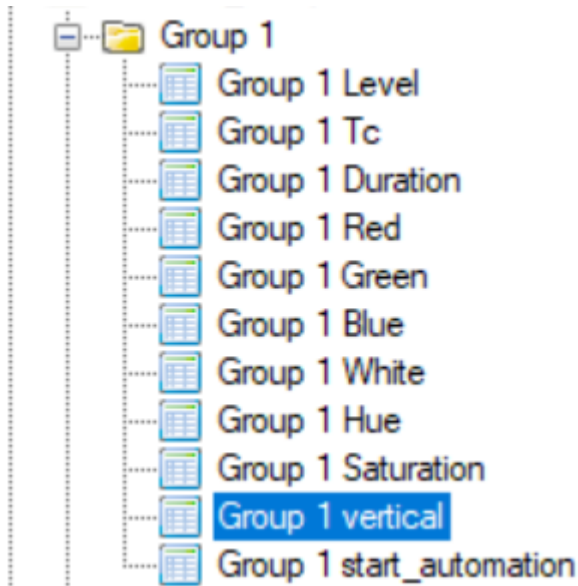 Group 1
Group 1 Level
Group 1 Tc
Group 1 Duration
Group 1 Red
Group 1 Green
Group 1 Blue
Group 1 White
Group 1 Hue
Group 1 Saturation
Group 1 vertical
Group 1 start_automation